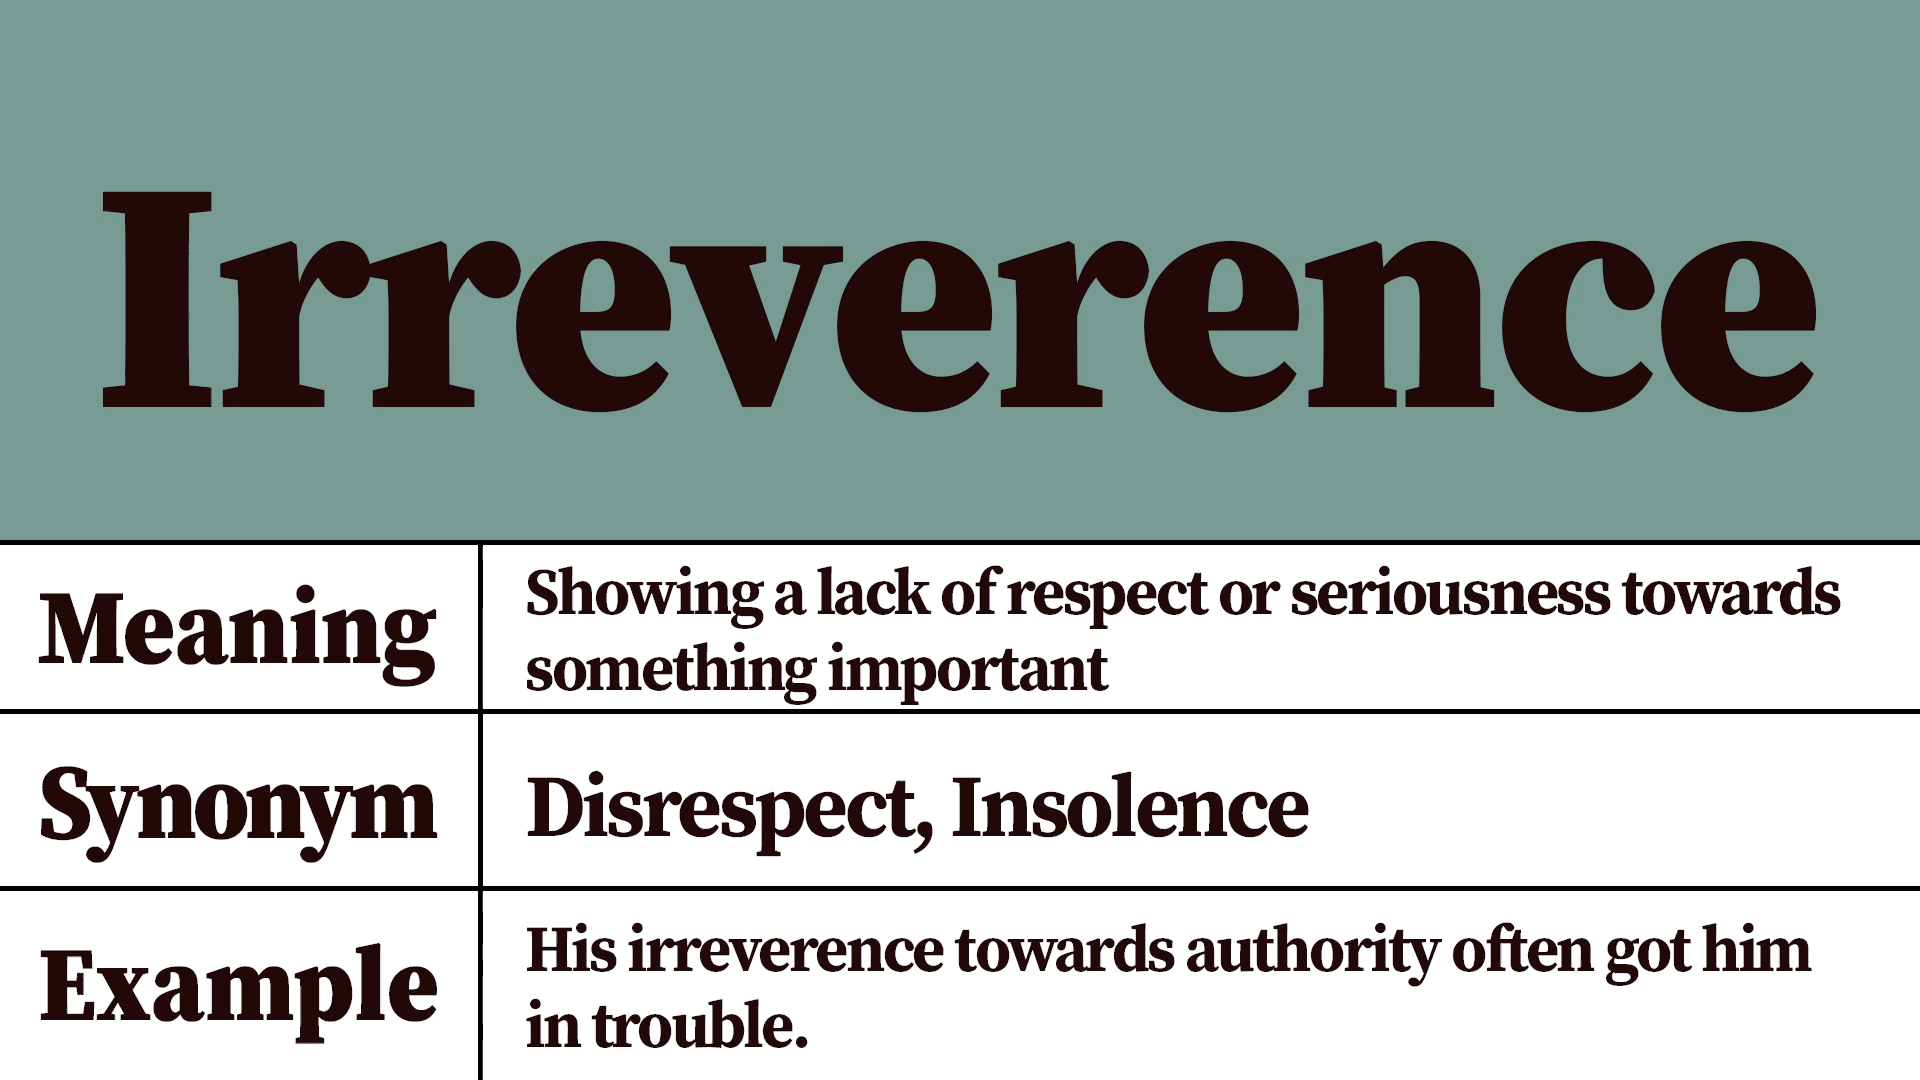 Irreverence
Meaning
Showing a lack of respect or seriousness towards
something important
Synonym
Disrespect, Insolence
Example
His irreverence towards authority often got him
in trouble.